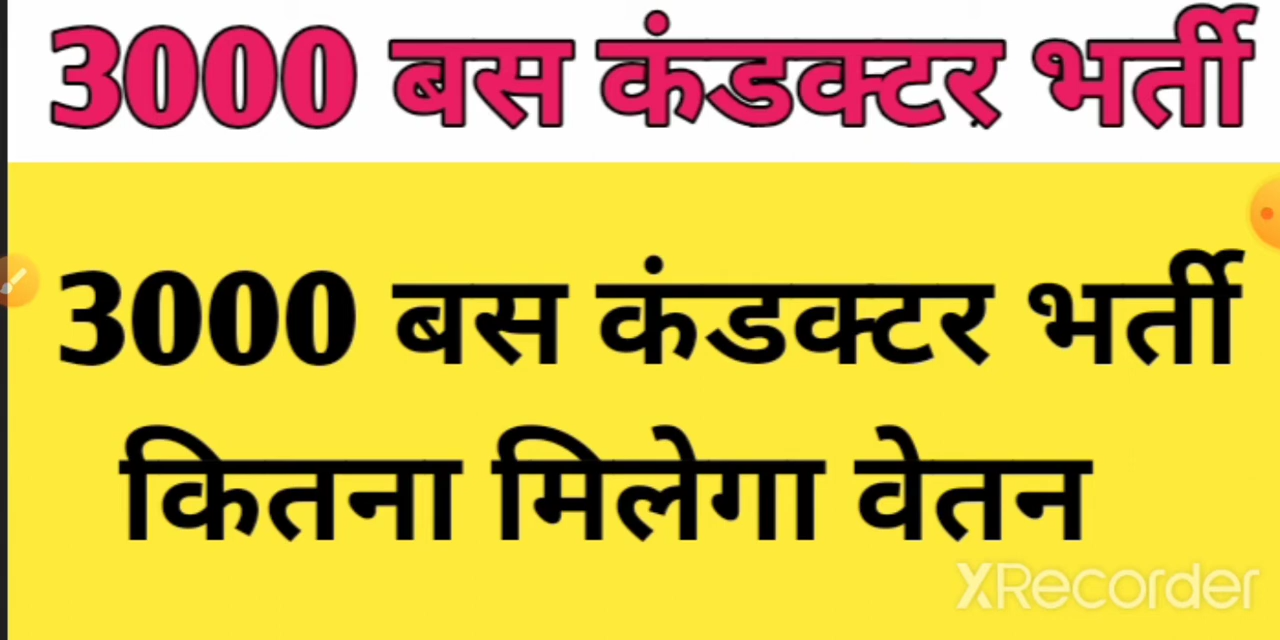 3000 बस कंडक्टर भर्ती
3000 बस कंडक्टर भर्ती
कितना मिलेगा वेतन
XRecorder